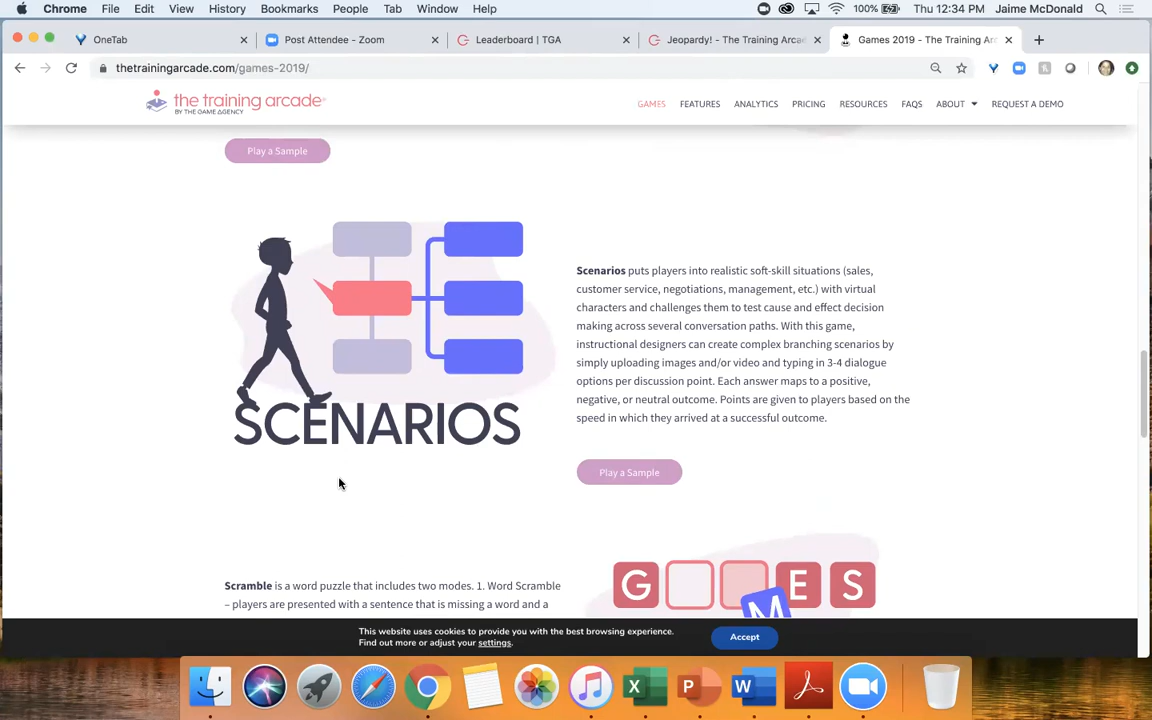 Chrome File Edit View History Bookmarks People Tab Window Help 100% Thu 12:34 PM Jaime McDonald
OneTab Post Attendee - Zoom Leaderboard | TGA Jeopardy! - The Training Arcad Games 2019 - The Training Arc
thetrainingarcade.com/games-2019/
the training arcade
BY THE GAME AGENCY
GAMES FEATURES ANALYTICS PRICING RESOURCES FAQS ABOUT REQUEST A DEMO
Play a Sample
SCENARIOS
Scenarios puts players into realistic soft-skill situations (sales,
customer service, negotiations, management, etc.) with virtual
characters and challenges them to test cause and effect decision
making across several conversation paths. With this game,
instructional designers can create complex branching scenarios by
simply uploading images and/or video and typing in 3-4 dialogue
options per discussion point. Each answer maps to a positive,
negative, or neutral outcome. Points are given to players based on the
speed in which they arrived at a successful outcome.
Play a Sample
Scramble is a word puzzle that includes two modes. 1. Word Scramble
– players are presented with a sentence that is missing a word and a
G M E S
This website uses cookies to provide you with the best browsing experience.
Find out more or adjust your settings.
Accept
X P W